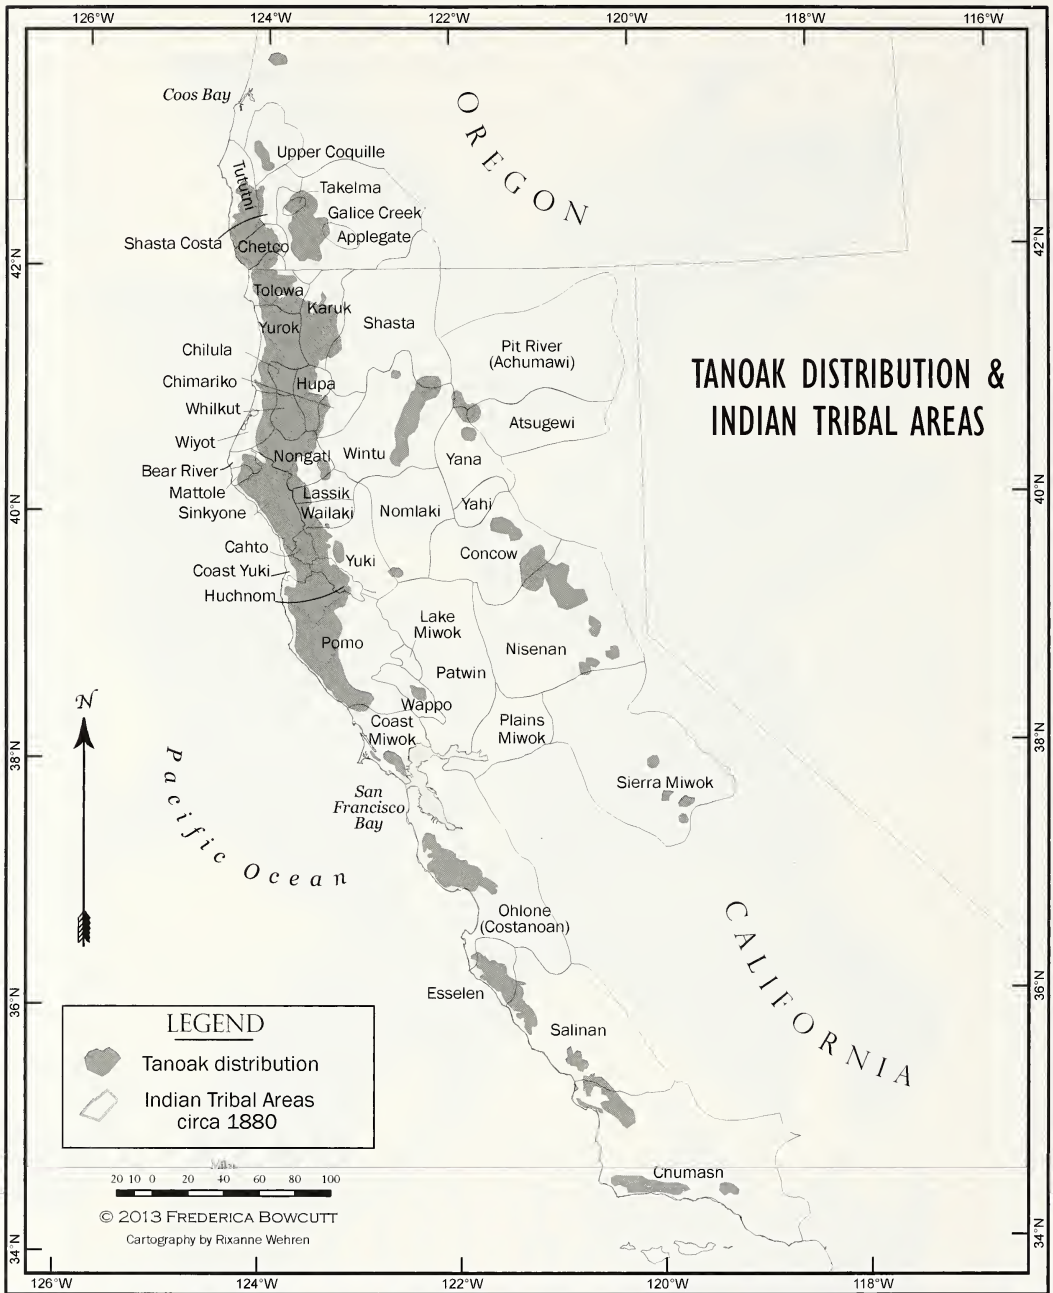 126°W
124°W
122°W
120°W
118°W
116°W
Coos Bay
OREGON
Upper Coquille
Tututni
Takelma
Galice Creek
Applegate
Shasta Costa
Chetco
42°N
42°N
Tolowa
Karuk
Yurok
Shasta
Pit River
(Achumawi)
Chilula
Chimariko
Hupa
Whilkut
Atsugewi
TANOAK DISTRIBUTION &
INDIAN TRIBAL AREAS
Wiyot
Nongatl
Wintu
Yana
Bear River
Mattole
Lassik
Sinkyone
Wailaki
Nomlaki
Yahi
40°N
40°N
Cahto
Yuki
Concow
Coast Yuki
Huchnom
Lake
Miwok
Pomo
Nisenan
Patwin
N
Wappo
Coast
Miwok
Plains
Miwok
38°N
38°N
Pacific Ocean
San
Francisco
Bay
Sierra Miwok
Ohlone
(Costanoan)
CALIFORNIA
Esselen
36°N
36°N
Salinan
LEGEND
Tanoak distribution
Indian Tribal Areas
circa 1880
Miles
20 10 0 20 40 60 80 100
Chumash
© 2013 FREDERICA BOWCUTT
Cartography by Rixanne Wehren
34°N
34°N
126°W
124°W
122°W
120°W
118°W